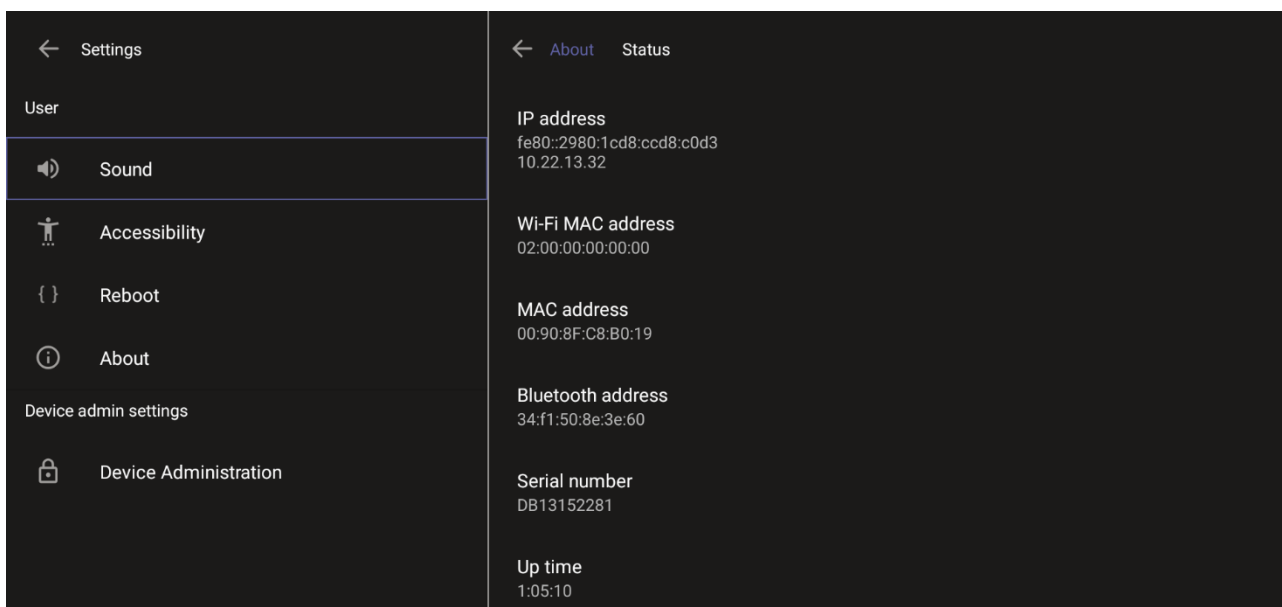 Settings
User
Sound
Accessibility
{ } Reboot
About
Device admin settings
Device Administration
About Status
IP address
fe80::2980:1cd8:ccd8:c0d3
10.22.13.32
Wi-Fi MAC address
02:00:00:00:00:00
MAC address
00:90:8F:C8:B0:19
Bluetooth address
34:f1:50:8e:3e:60
Serial number
DB13152281
Up time
1:05:10